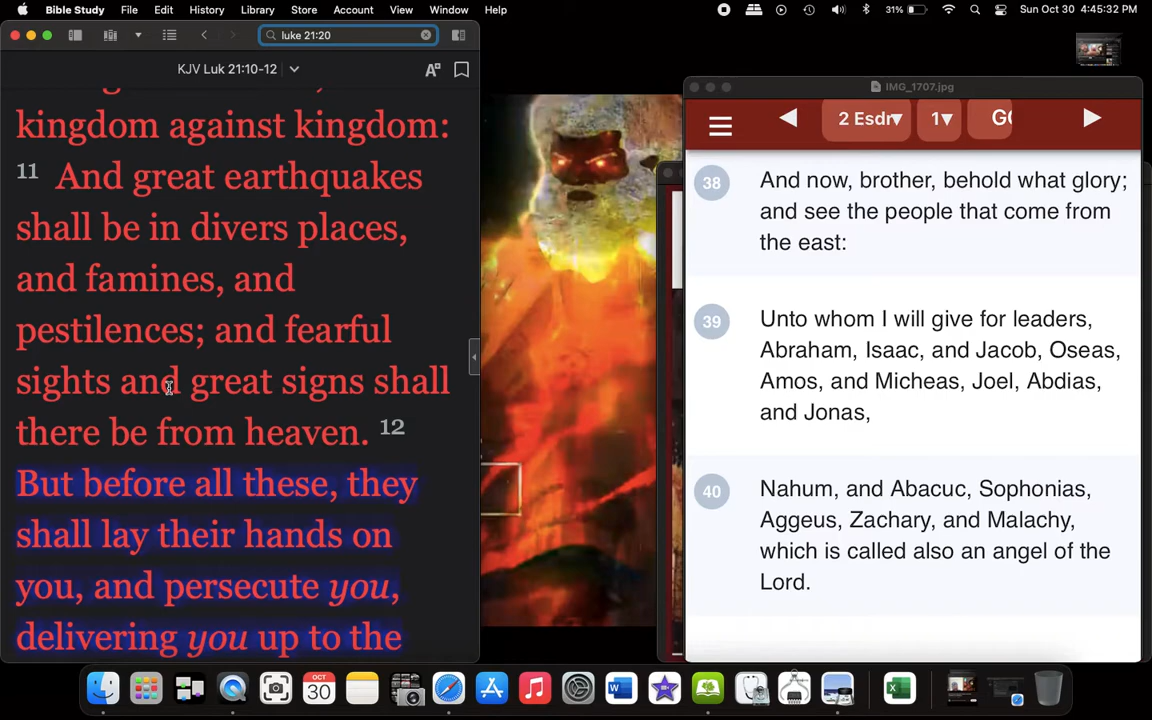 Bible Study File Edit History Library Store Account View Window Help 31% Sun Oct 30 4:45:32 PM
luke 21:20
KJV Luk 21:10-12
kingdom against kingdom:
11 And great earthquakes
shall be in divers places,
and famines, and
pestilences; and fearful
sights and great signs shall
there be from heaven. 12
But before all these, they
shall lay their hands on
you, and persecute you,
delivering you up to the
IMG_1707.jpg
2 Esdr 1
38 And now, brother, behold what glory;
and see the people that come from
the east:
39 Unto whom I will give for leaders,
Abraham, Isaac, and Jacob, Oseas,
Amos, and Micheas, Joel, Abdias,
and Jonas,
40 Nahum, and Abacuc, Sophonias,
Aggeus, Zachary, and Malachy,
which is called also an angel of the
Lord.
OCT
30